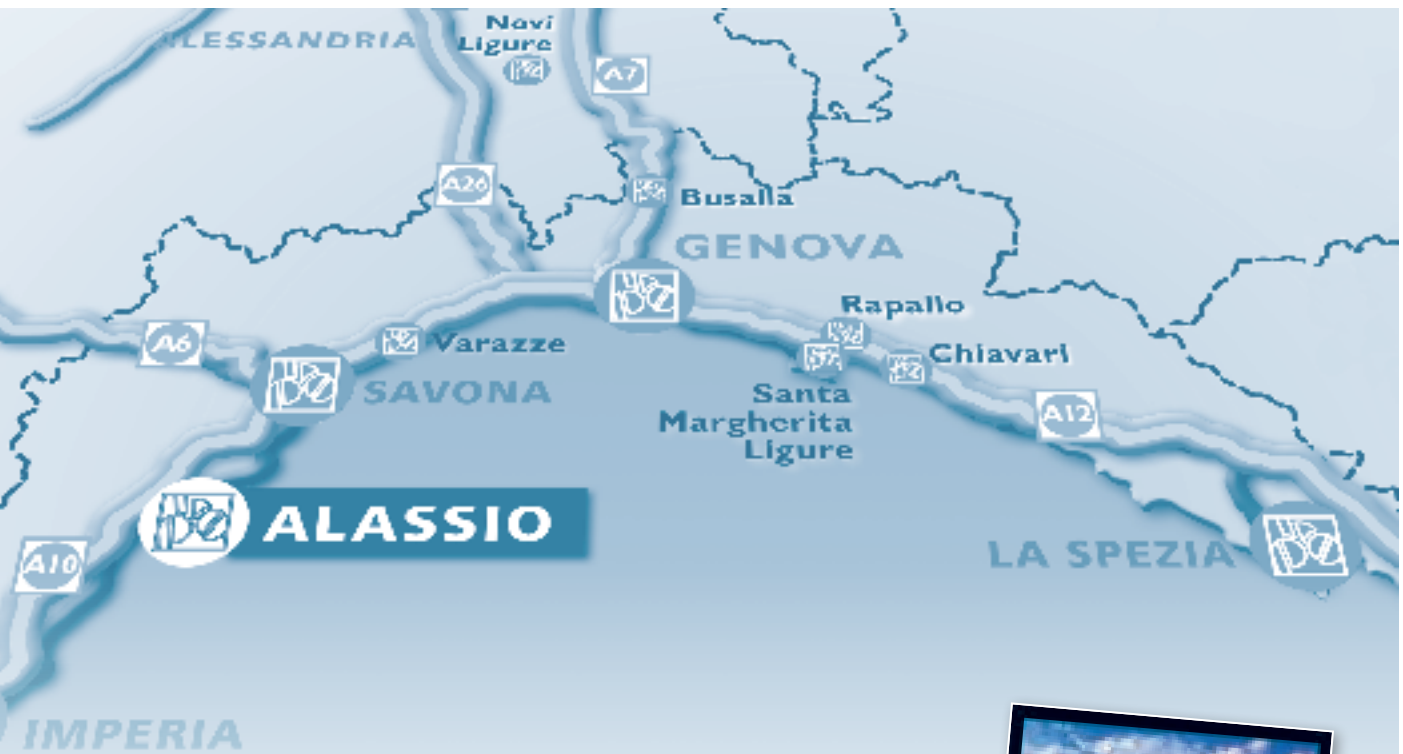 ALESSANDRIA
Novi
Ligure
A7
A26
Busalla
GENOVA
Rapallo
A6
Varazze
Chiavari
SAVONA
Santa
Margherita
Ligure
A12
ALASSIO
LA SPEZIA
A10
IMPERIA